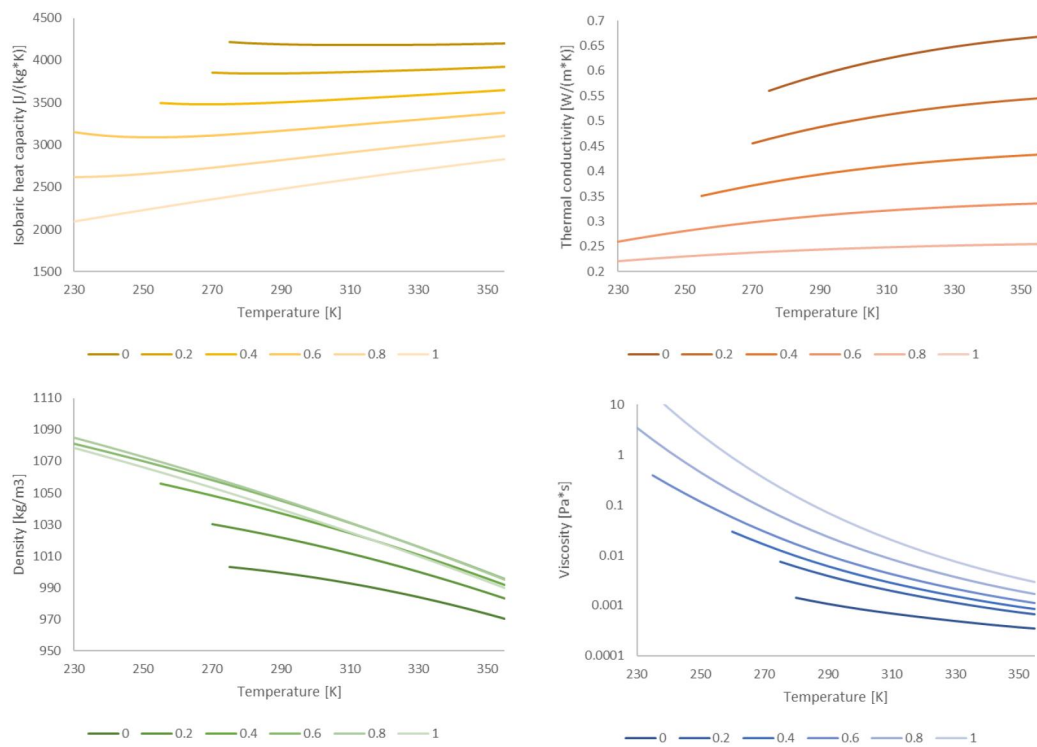 Isobaric heat capacity [J/(kg*K)]
4500
4000
3500
3000
2500
2000
1500
230 250 270 290 310 330 350
Temperature [K]
0 0.2 0.4 0.6 0.8 1
Thermal conductivity [W/(m*K)]
0.7
0.65
0.6
0.55
0.5
0.45
0.4
0.35
0.3
0.25
0.2
230 250 270 290 310 330 350
Temperature [K]
0 0.2 0.4 0.6 0.8 1
Density [kg/m3]
1110
1090
1070
1050
1030
1010
990
970
950
230 250 270 290 310 330 350
Temperature [K]
0 0.2 0.4 0.6 0.8 1
Viscosity [Pa*s]
10
1
0.1
0.01
0.001
0.0001
230 250 270 290 310 330 350
Temperature [K]
0 0.2 0.4 0.6 0.8 1